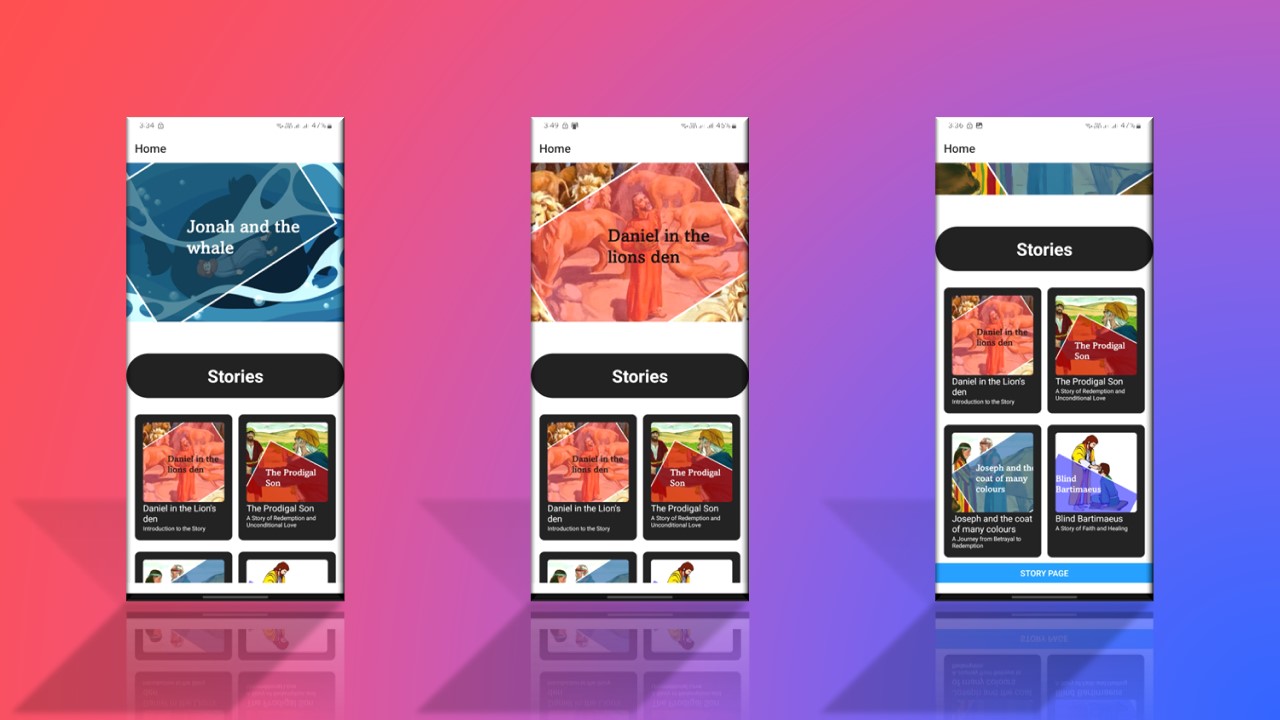 3:34
47%
Home
Jonah and the
whale
Stories
Daniel in the
lions den
The Prodigal
Son
Daniel in the Lion's
den
Introduction to the Story
The Prodigal Son
A Story of Redemption and
Unconditional Love
3:49
45%
Home
Daniel in the
lions den
Stories
Daniel in the
lions den
The Prodigal
Son
Daniel in the Lion's
den
Introduction to the Story
The Prodigal Son
A Story of Redemption and
Unconditional Love
3:36
47%
Home
Stories
Daniel in the
lions den
The Prodigal
Son
Daniel in the Lion's
den
Introduction to the Story
The Prodigal Son
A Story of Redemption and
Unconditional Love
Joseph and the
coat of many
colours
Blind
Bartimaeus
Joseph and the coat
of many colours
A Journey from Betrayal to
Redemption
Blind Bartimaeus
A Story of Faith and Healing
STORY PAGE